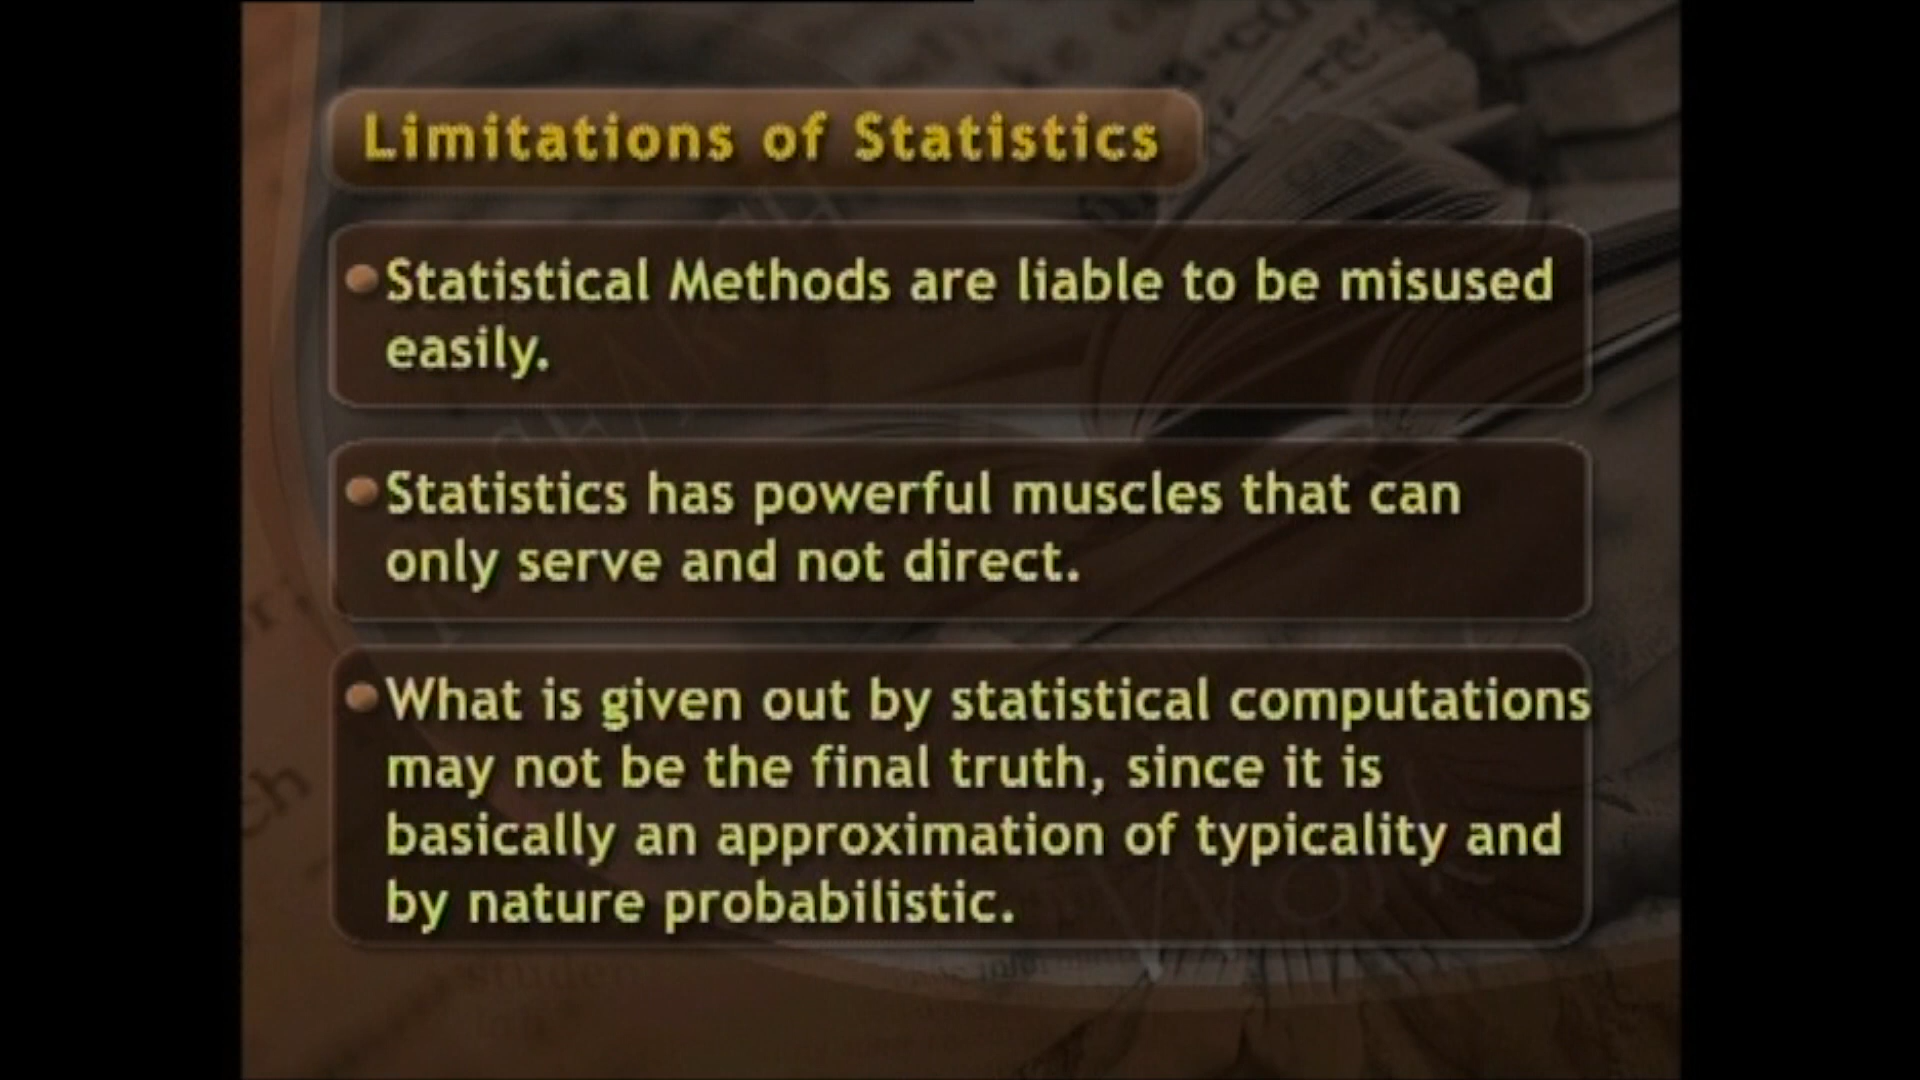 Limitations of Statistics
Statistical Methods are liable to be misused
easily.
Statistics has powerful muscles that can
only serve and not direct.
What is given out by statistical computations
may not be the final truth, since it is
basically an approximation of typicality and
by nature probabilistic.